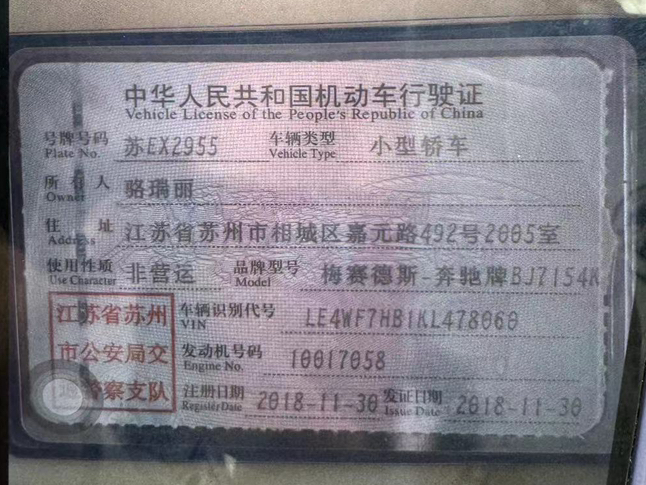 中华人民共和国机动车行驶证
Vehicle License of the People's Republic of China
号牌号码 苏EX2955 车辆类型 小型轿车
Plate No. Vehicle Type
所有人 骆瑞丽
Owner
住址 江苏省苏州市相城区嘉元路492号2005室
Address
使用性质 非营运 品牌型号 梅赛德斯-奔驰牌BJ7154
Use Character Model
江苏省苏州 车辆识别代号 LE4WF7HB1KL478060
VIN
市公安局交 发动机号码 10017058
Engine No.
警察支队 注册日期 2018-11-30 发证日期 2018-11-30
Register Date Issue Date